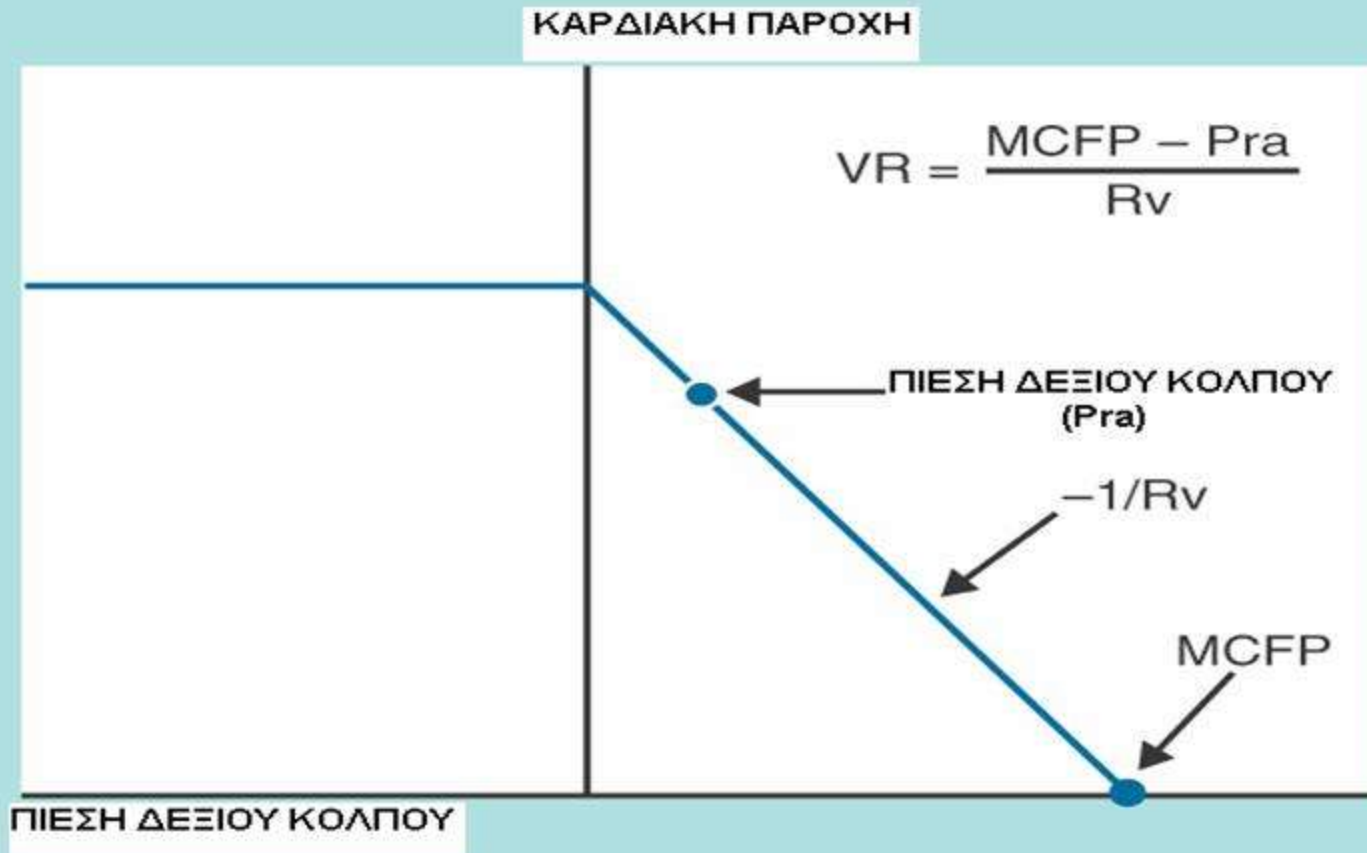 ΚΑΡΔΙΑΚΗ ΠΑΡΟΧΗ
VR = MCFP – Pra
Rv
ΠΙΕΣΗ ΔΕΞΙΟΥ ΚΟΛΠΟΥ
(Pra)
–1/Rv
MCFP
ΠΙΕΣΗ ΔΕΞΙΟΥ ΚΟΛΠΟΥ